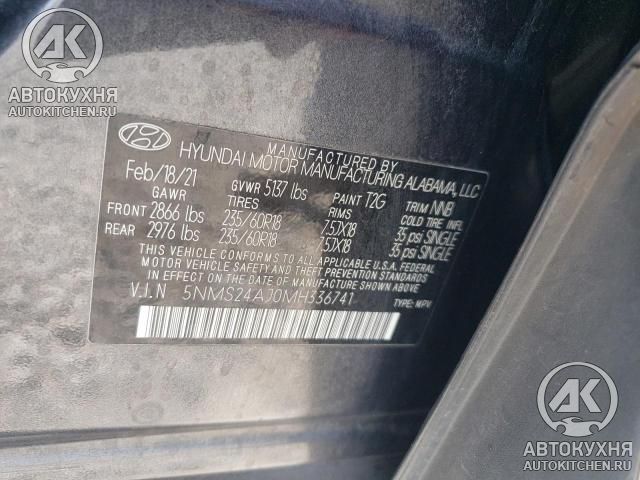 AK
АВТОКУХНЯ
AUTOKITCHEN.RU
MANUFACTURED BY
HYUNDAI MOTOR MANUFACTURING ALABAMA, LLC
Feb/18/21 GVWR 5137 lbs PAINT T2G TRIM NNB
GAWR TIRES RIMS COLD TIRE INFL
FRONT 2866 lbs 235/60R18 7.5JX18 35 psi SINGLE
REAR 2976 lbs 235/60R18 7.5JX18 35 psi SINGLE
THIS VEHICLE CONFORMS TO ALL APPLICABLE U.S. FEDERAL
MOTOR VEHICLE SAFETY, BUMPER, AND THEFT PREVENTION STANDARDS
IN EFFECT ON THE DATE OF MANUFACTURE SHOWN ABOVE.
V.I.N 5NMS24AJ0MH336741 TYPE: MPV
AK
АВТОКУХНЯ
AUTOKITCHEN.RU